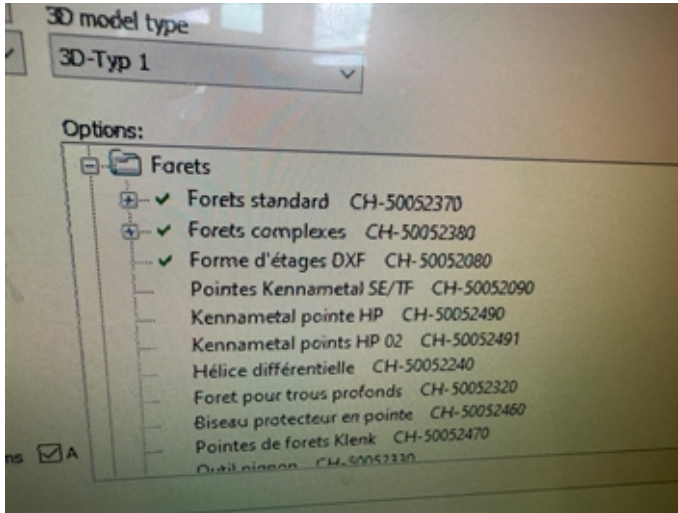 3D model type
3D-Typ 1
Options:
Forets
Forets standard CH-50052370
Forets complexes CH-50052380
Forme d'étages DXF CH-50052080
Pointes Kennametal SE/TF CH-50052090
Kennametal pointe HP CH-50052490
Kennametal points HP 02 CH-50052491
Hélice différentielle CH-50052240
Foret pour trous profonds CH-50052320
Biseau protecteur en pointe CH-50052460
Pointes de forets Klenk CH-50052470
ns A
Outil pignon